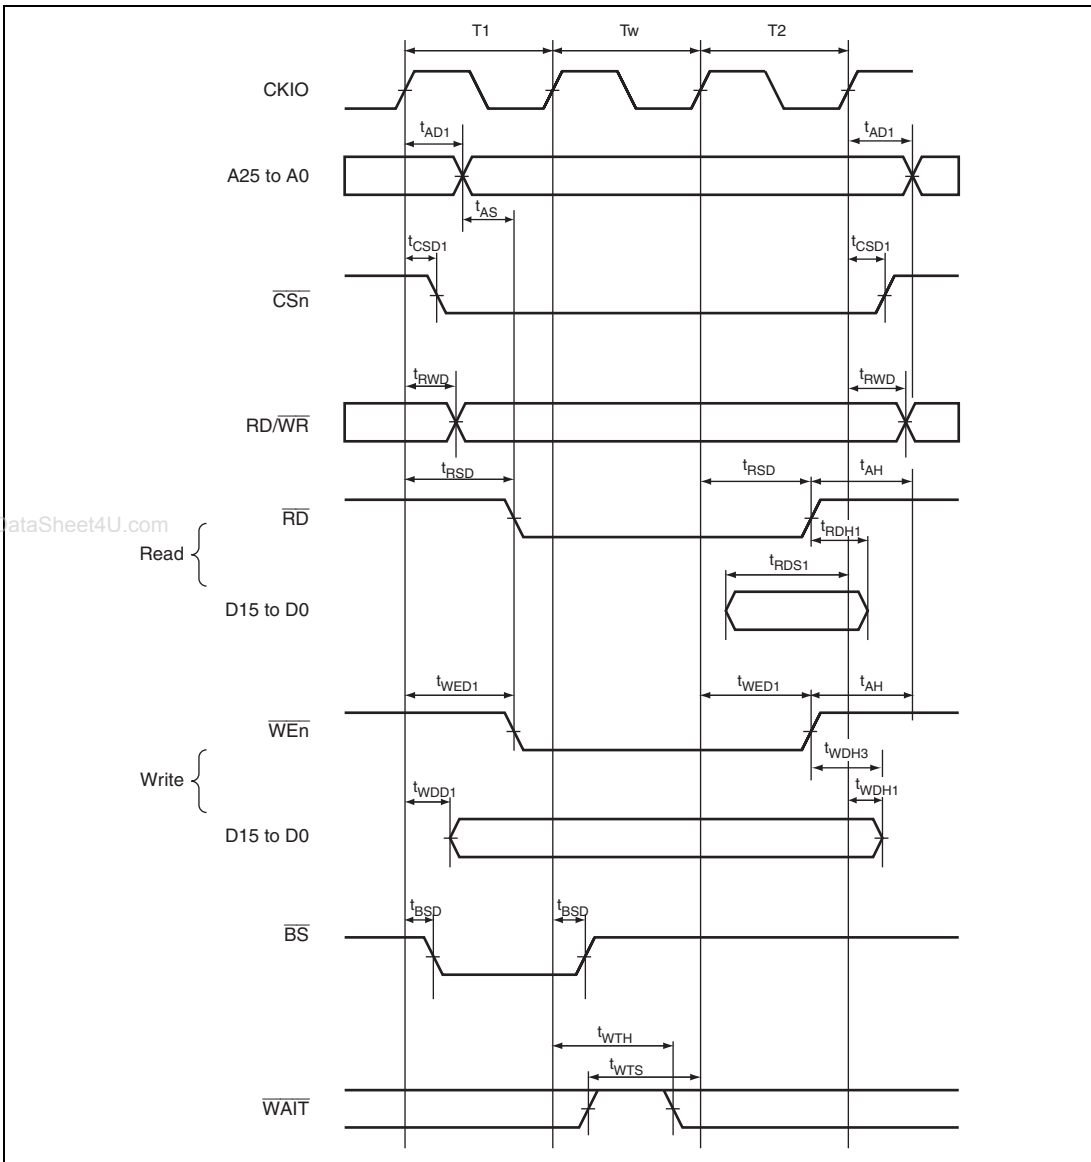 T1 Tw T2
CKIO
tAD1 tAD1
A25 to A0
tAS
tCSD1 tCSD1
CSn
tRWD tRWD
RD/WR
tRSD tRSD tAH
RD
DataSheet4U.com
tRDH1
Read
tRDS1
D15 to D0
tWED1 tWED1 tAH
WEn
tWDH3
Write
tWDD1 tWDH1
D15 to D0
tBSD tBSD
BS
tWTH
tWTS
WAIT